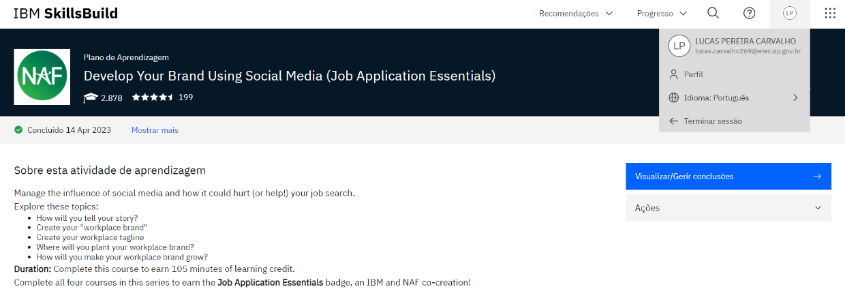 IBM SkillsBuild
Recomendações
Progresso
LP
LP
LUCAS PEREIRA CARVALHO
lucas.carvalho269@etec.sp.gov.br
Perfil
Idioma: Português
Terminar sessão
NAF
Plano de Aprendizagem
Develop Your Brand Using Social Media (Job Application Essentials)
2.878 199
Concluído 14 Apr 2023 Mostrar mais
Sobre esta atividade de aprendizagem
Manage the influence of social media and how it could hurt (or help!) your job search.
Explore these topics:
• How will you tell your story?
• Create your "workplace brand"
• Create your workplace tagline
• Where will you plant your workplace brand?
• How will you make your workplace brand grow?
Duration: Complete this course to earn 105 minutes of learning credit.
Complete all four courses in this series to earn the Job Application Essentials badge, an IBM and NAF co-creation!
Visualizar/Gerir conclusões
Ações